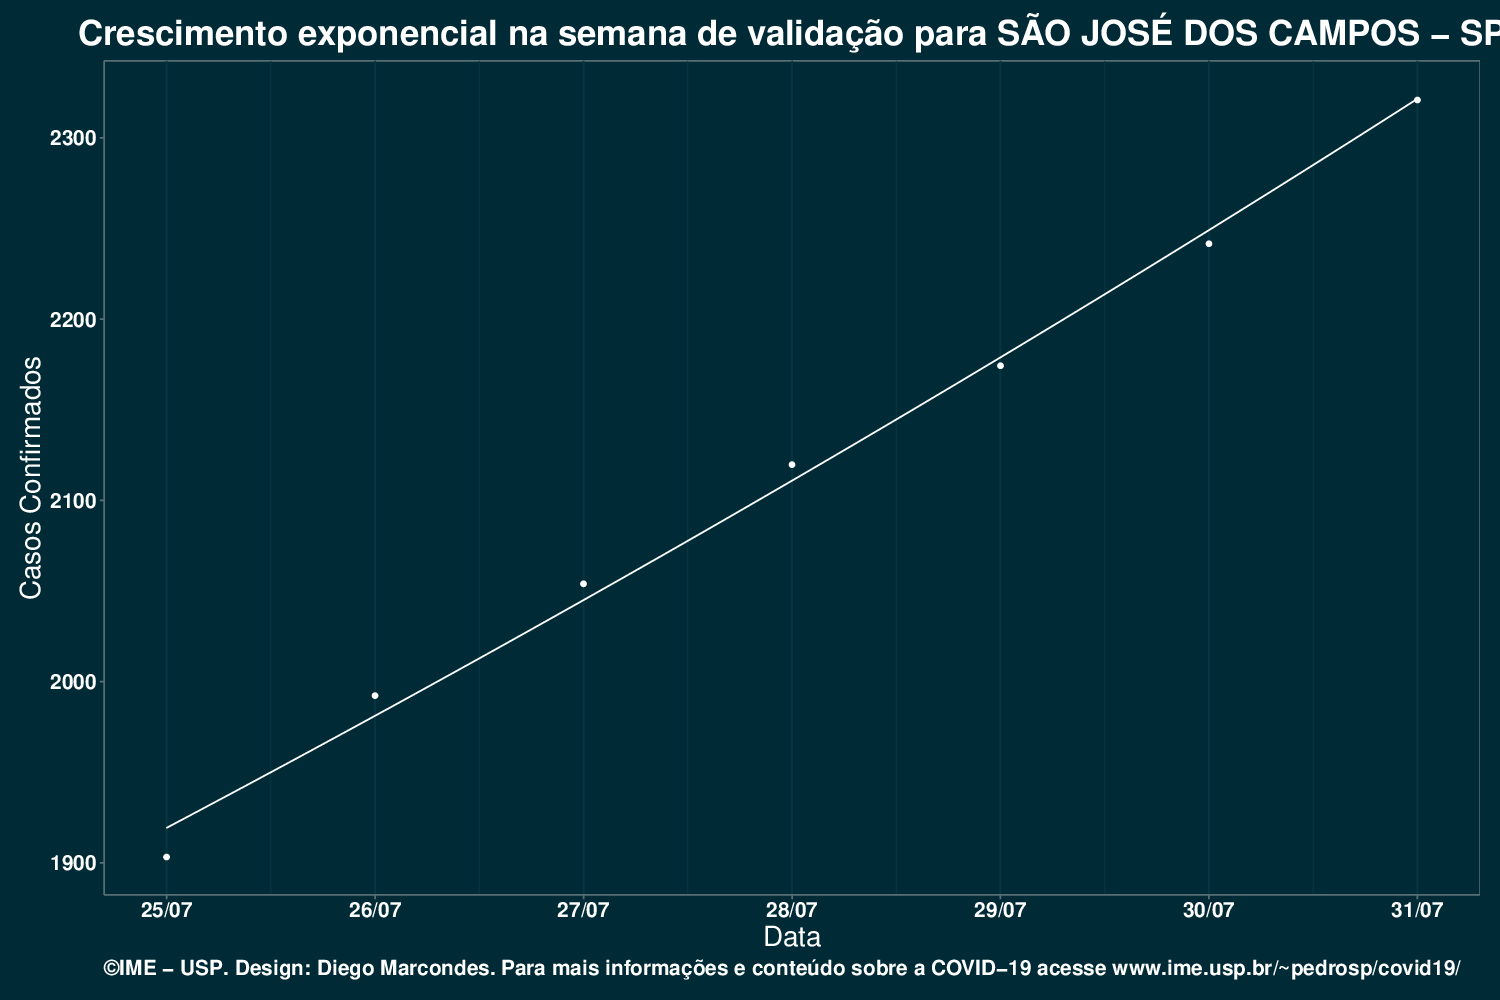 Crescimento exponencial na semana de validação para SÃO JOSÉ DOS CAMPOS – SP
2300
2200
2100
2000
1900
Casos Confirmados
25/07 26/07 27/07 28/07 29/07 30/07 31/07
Data
©IME – USP. Design: Diego Marcondes. Para mais informações e conteúdo sobre a COVID–19 acesse www.ime.usp.br/~pedrosp/covid19/